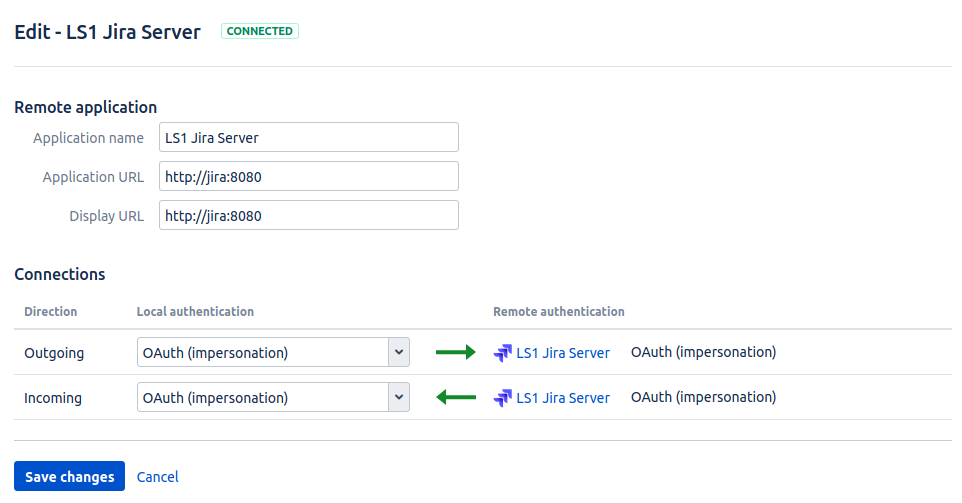 Edit - LS1 Jira Server CONNECTED
Remote application
Application name LS1 Jira Server
Application URL http://jira:8080
Display URL http://jira:8080
Connections
Direction Local authentication Remote authentication
Outgoing OAuth (impersonation) LS1 Jira Server OAuth (impersonation)
Incoming OAuth (impersonation) LS1 Jira Server OAuth (impersonation)
Save changes Cancel